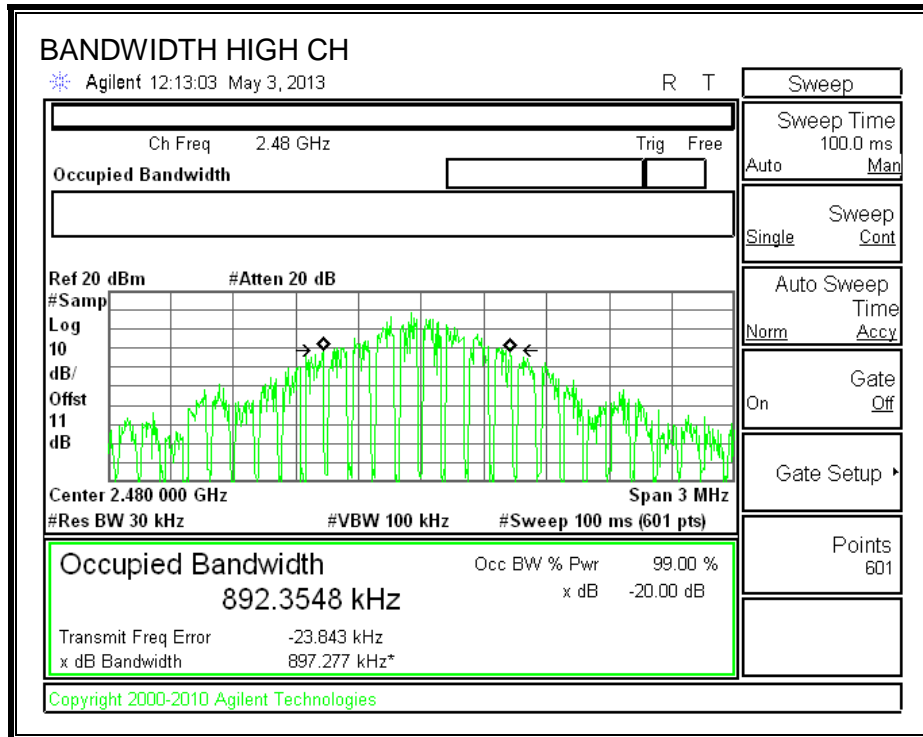 BANDWIDTH HIGH CH
Agilent 12:13:03 May 3, 2013 R T
Sweep
Ch Freq 2.48 GHz Trig Free
Occupied Bandwidth
Sweep Time
100.0 ms
Auto Man
Sweep
Single Cont
Auto Sweep
Time
Norm Accy
Gate
On Off
Gate Setup
Points
601
Ref 20 dBm #Atten 20 dB
#Samp
Log
10
dB/
Offst
11
dB
Center 2.480 000 GHz Span 3 MHz
#Res BW 30 kHz #VBW 100 kHz #Sweep 100 ms (601 pts)
Occupied Bandwidth
892.3548 kHz
Occ BW % Pwr 99.00 %
x dB -20.00 dB
Transmit Freq Error -23.843 kHz
x dB Bandwidth 897.277 kHz*
Copyright 2000-2010 Agilent Technologies